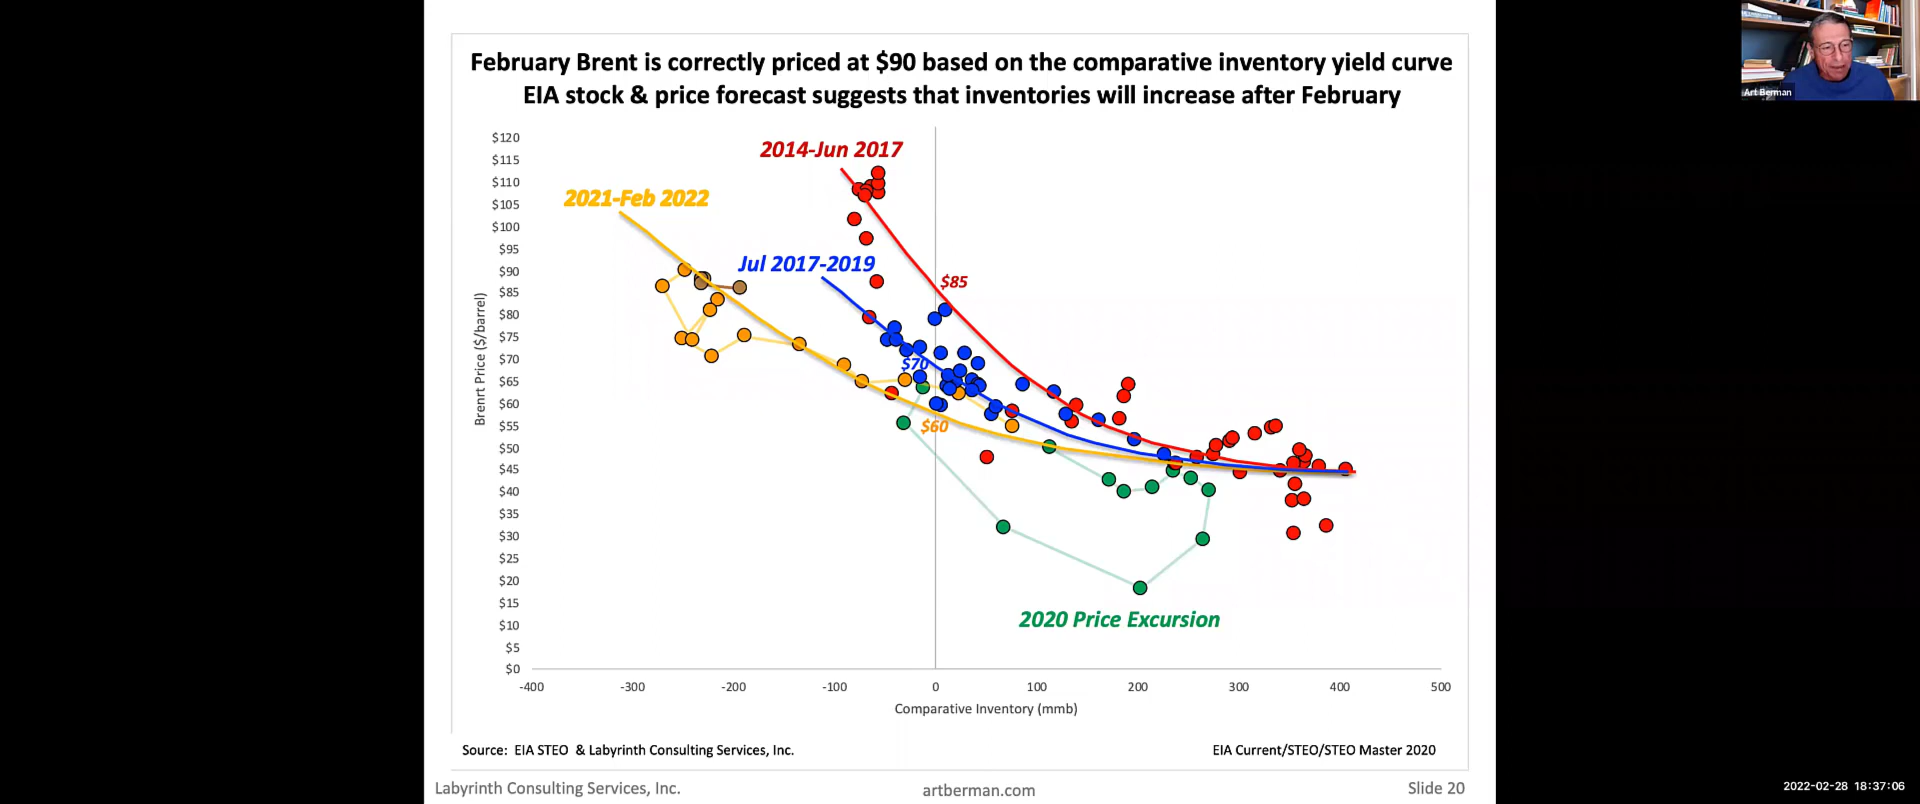 February Brent is correctly priced at $90 based on the comparative inventory yield curve
EIA stock & price forecast suggests that inventories will increase after February
Art Berman
2014-Jun 2017
2021-Feb 2022
Jul 2017-2019
$85
$70
$60
2020 Price Excursion
Brenrt Price ($/barrel)
$120
$115
$110
$105
$100
$95
$90
$85
$80
$75
$70
$65
$60
$55
$50
$45
$40
$35
$30
$25
$20
$15
$10
$5
$0
-400 -300 -200 -100 0 100 200 300 400 500
Comparative Inventory (mmb)
Source: EIA STEO & Labyrinth Consulting Services, Inc.
EIA Current/STEO/STEO Master 2020
Labyrinth Consulting Services, Inc.
artberman.com
Slide 20
2022-02-28 18:37:06